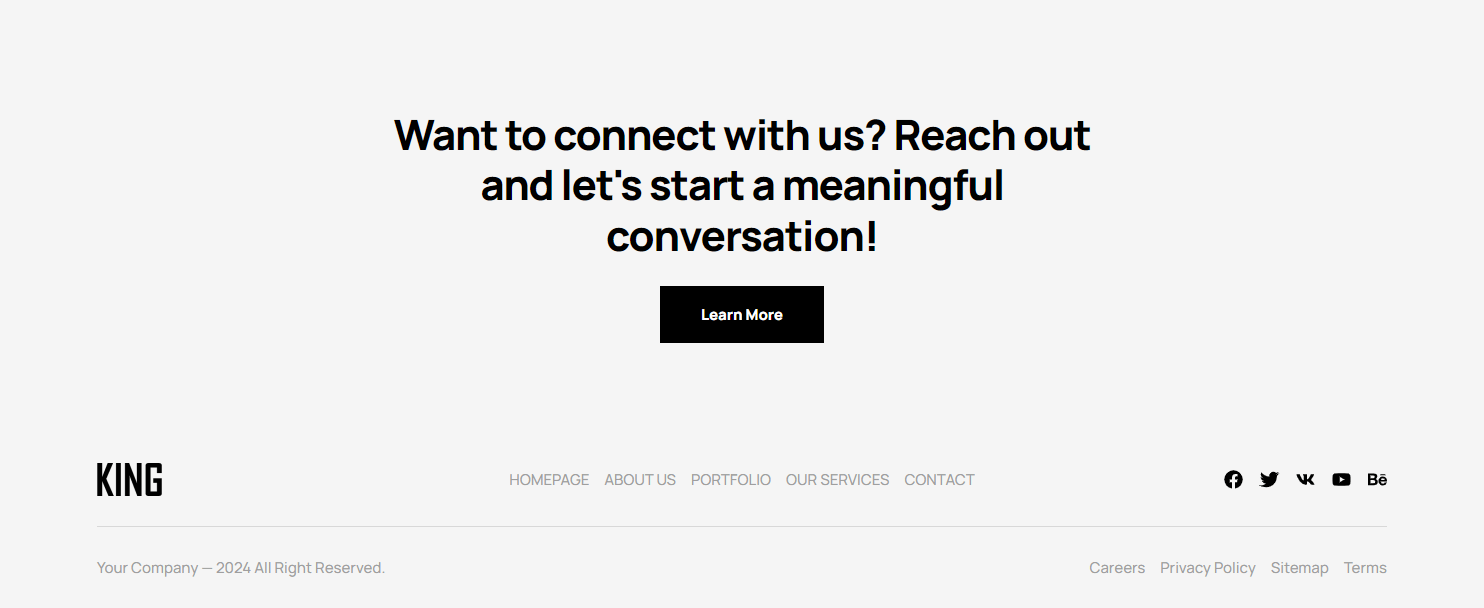 Want to connect with us? Reach out
and let's start a meaningful
conversation!
Learn More
KING
HOMEPAGE ABOUT US PORTFOLIO OUR SERVICES CONTACT
Bē
Your Company — 2024 All Right Reserved.
Careers Privacy Policy Sitemap Terms